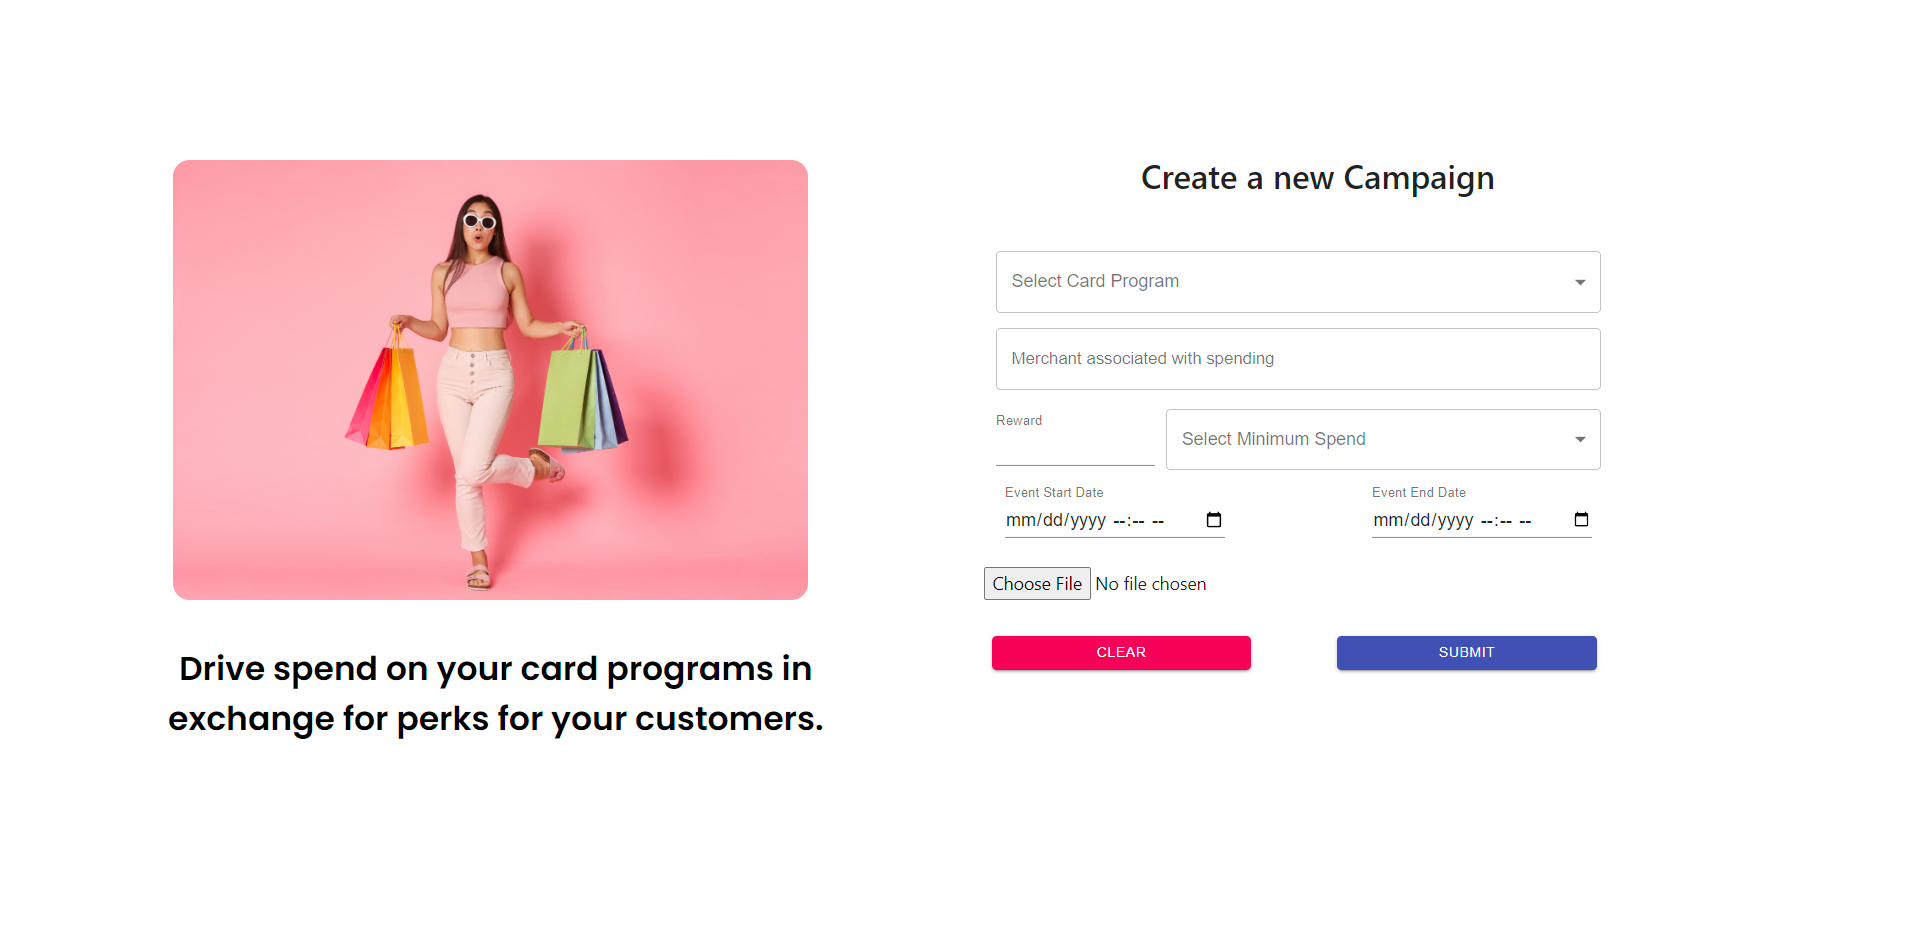 Create a new Campaign
Select Card Program
Merchant associated with spending
Reward
Select Minimum Spend
Event Start Date
Event End Date
mm/dd/yyyy --:-- --
mm/dd/yyyy --:-- --
Choose File No file chosen
CLEAR
SUBMIT
Drive spend on your card programs in
exchange for perks for your customers.